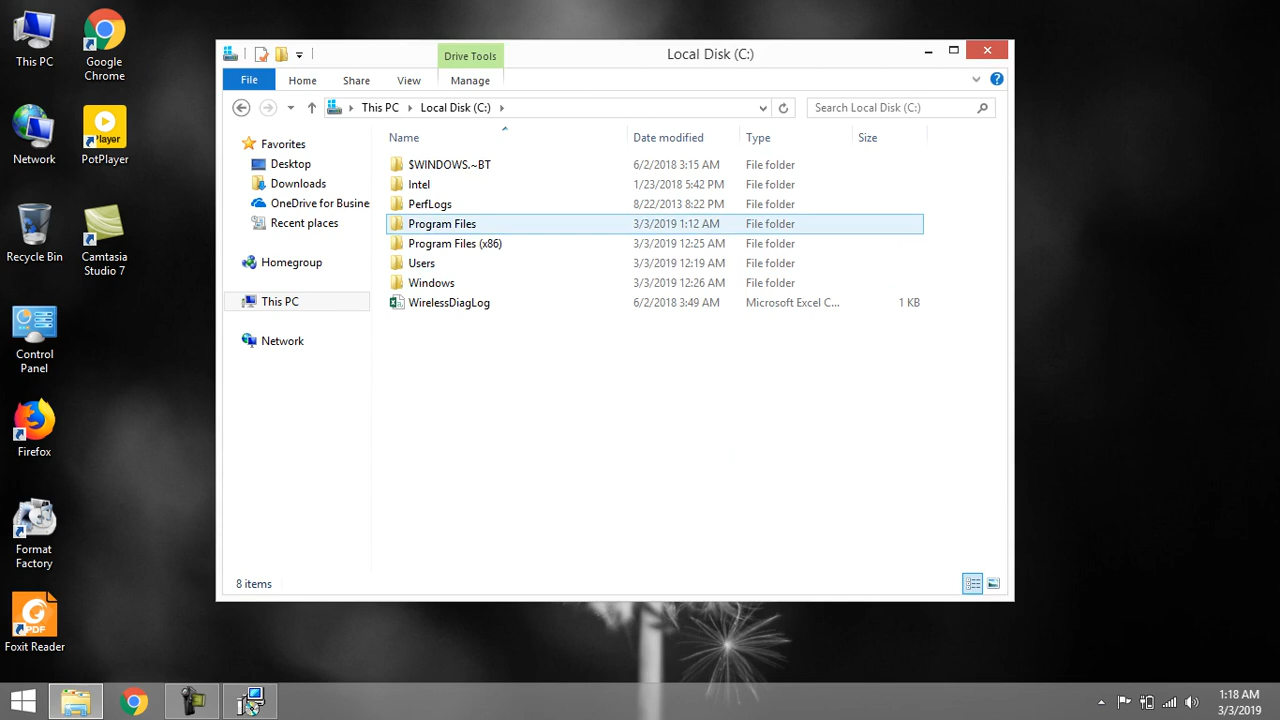 This PC
Google
Chrome
Network
PotPlayer
Player
Recycle Bin
Camtasia
Studio 7
Control
Panel
Firefox
Format
Factory
PDF
Foxit Reader
Drive Tools
Local Disk (C:)
File
Home
Share
View
Manage
This PC
Local Disk (C:)
Search Local Disk (C:)
Favorites
Desktop
Downloads
OneDrive for Busine
Recent places
Homegroup
This PC
Network
Name Date modified Type Size
$WINDOWS.~BT 6/2/2018 3:15 AM File folder
Intel 1/23/2018 5:42 PM File folder
PerfLogs 8/22/2013 8:22 PM File folder
Program Files 3/3/2019 1:12 AM File folder
Program Files (x86) 3/3/2019 12:25 AM File folder
Users 3/3/2019 12:19 AM File folder
Windows 3/3/2019 12:26 AM File folder
WirelessDiagLog 6/2/2018 3:49 AM Microsoft Excel C... 1 KB
8 items
1:18 AM
3/3/2019